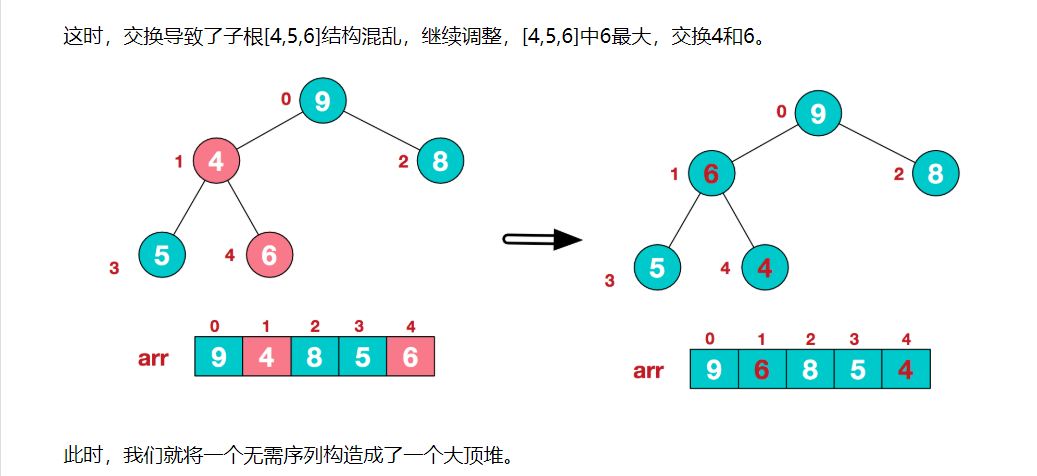 这时，交换导致了子根[4,5,6]结构混乱，继续调整，[4,5,6]中6最大，交换4和6。
0 9
1 4 2 8
3 5 4 6
0 1 2 3 4
arr 9 4 8 5 6
0 9
1 6 2 8
3 5 4 4
0 1 2 3 4
arr 9 6 8 5 4
此时，我们就将一个无需序列构造成了一个大顶堆。